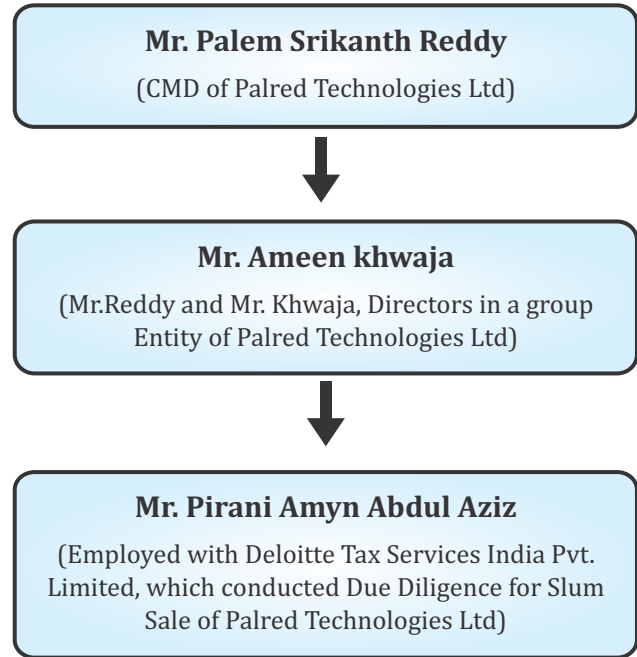 Mr. Palem Srikanth Reddy
(CMD of Palred Technologies Ltd)
Mr. Ameen khwaja
(Mr.Reddy and Mr. Khwaja, Directors in a group
Entity of Palred Technologies Ltd)
Mr. Pirani Amyn Abdul Aziz
(Employed with Deloitte Tax Services India Pvt.
Limited, which conducted Due Diligence for Slum
Sale of Palred Technologies Ltd)